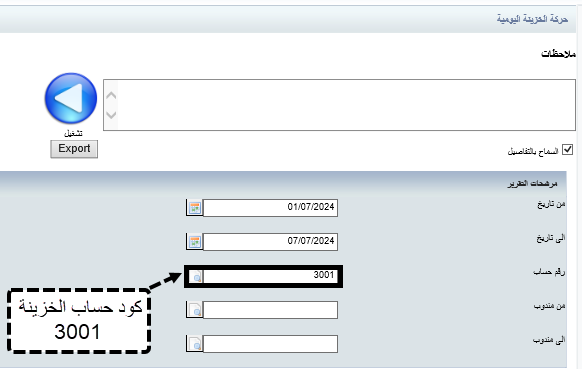 حركة الخزينة اليومية
ملاحظات
تشغيل
Export
السماح بالتفاصيل
مرشحات التقرير
من تاريخ 01/07/2024
الى تاريخ 07/07/2024
رقم حساب 3001
كود حساب الخزينة
3001
من مندوب
الى مندوب